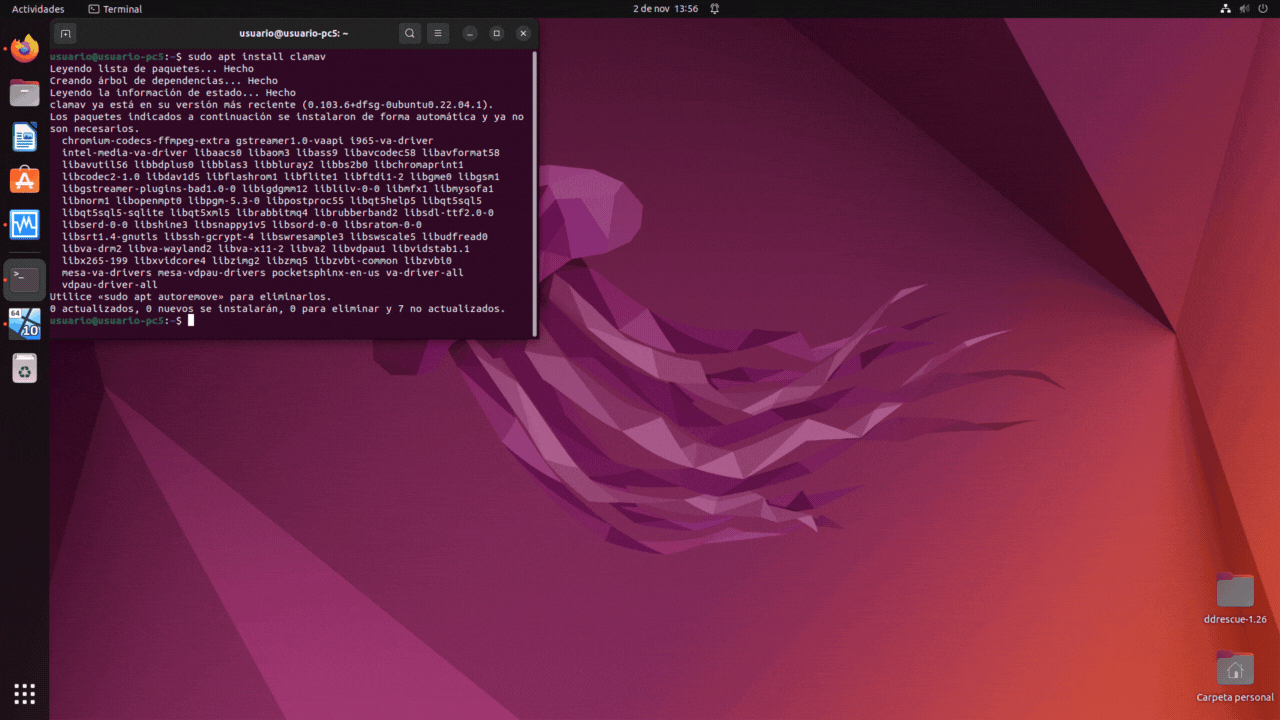 Actividades
Terminal
2 de nov 13:56
usuario@usuario-pc5: ~
usuario@usuario-pc5:~$ sudo apt install clamav
Leyendo lista de paquetes... Hecho
Creando árbol de dependencias... Hecho
Leyendo la información de estado... Hecho
clamav ya está en su versión más reciente (0.103.6+dfsg-0ubuntu0.22.04.1).
Los paquetes indicados a continuación se instalaron de forma automática y ya no
son necesarios.
chromium-codecs-ffmpeg-extra gstreamer1.0-vaapi i965-va-driver
intel-media-va-driver libaacs0 libaom3 libass9 libavcodec58 libavformat58
libavutil56 libbdplus0 libblas3 libbluray2 libbs2b0 libchromaprint1
libcodec2-1.0 libdav1d5 libflashrom1 libflite1 libftdi1-2 libgme0 libgsm1
libgstreamer-plugins-bad1.0-0 libigdgmm12 liblilv-0-0 libmfx1 libmysofa1
libnorm1 libopenmpt0 libpgm-5.3-0 libpostproc55 libqt5help5 libqt5sql5
libqt5sql5-sqlite libqt5xml5 librabbitmq4 librubberband2 libsdl-ttf2.0-0
libserd-0-0 libshine3 libsnappy1v5 libsord-0-0 libsratom-0-0
libsrt1.4-gnutls libssh-gcrypt-4 libswresample3 libswscale5 libudfread0
libva-drm2 libva-wayland2 libva-x11-2 libva2 libvdpau1 libvidstab1.1
libx265-199 libxvidcore4 libzimg2 libzmq5 libzvbi-common libzvbi0
mesa-va-drivers mesa-vdpau-drivers pocketsphinx-en-us va-driver-all
vdpau-driver-all
Utilice «sudo apt autoremove» para eliminarlos.
0 actualizados, 0 nuevos se instalarán, 0 para eliminar y 7 no actualizados.
usuario@usuario-pc5:~$
>_
64
10
ddrescue-1.26
Carpeta personal